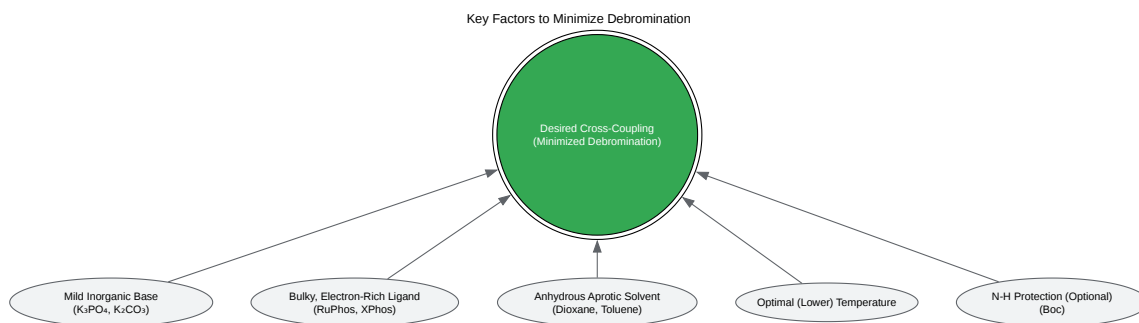 Key Factors to Minimize Debromination
Desired Cross-Coupling
(Minimized Debromination)
Mild Inorganic Base
(K₃PO₄, K₂CO₃)
Bulky, Electron-Rich Ligand
(RuPhos, XPhos)
Anhydrous Aprotic Solvent
(Dioxane, Toluene)
Optimal (Lower) Temperature
N-H Protection (Optional)
(Boc)